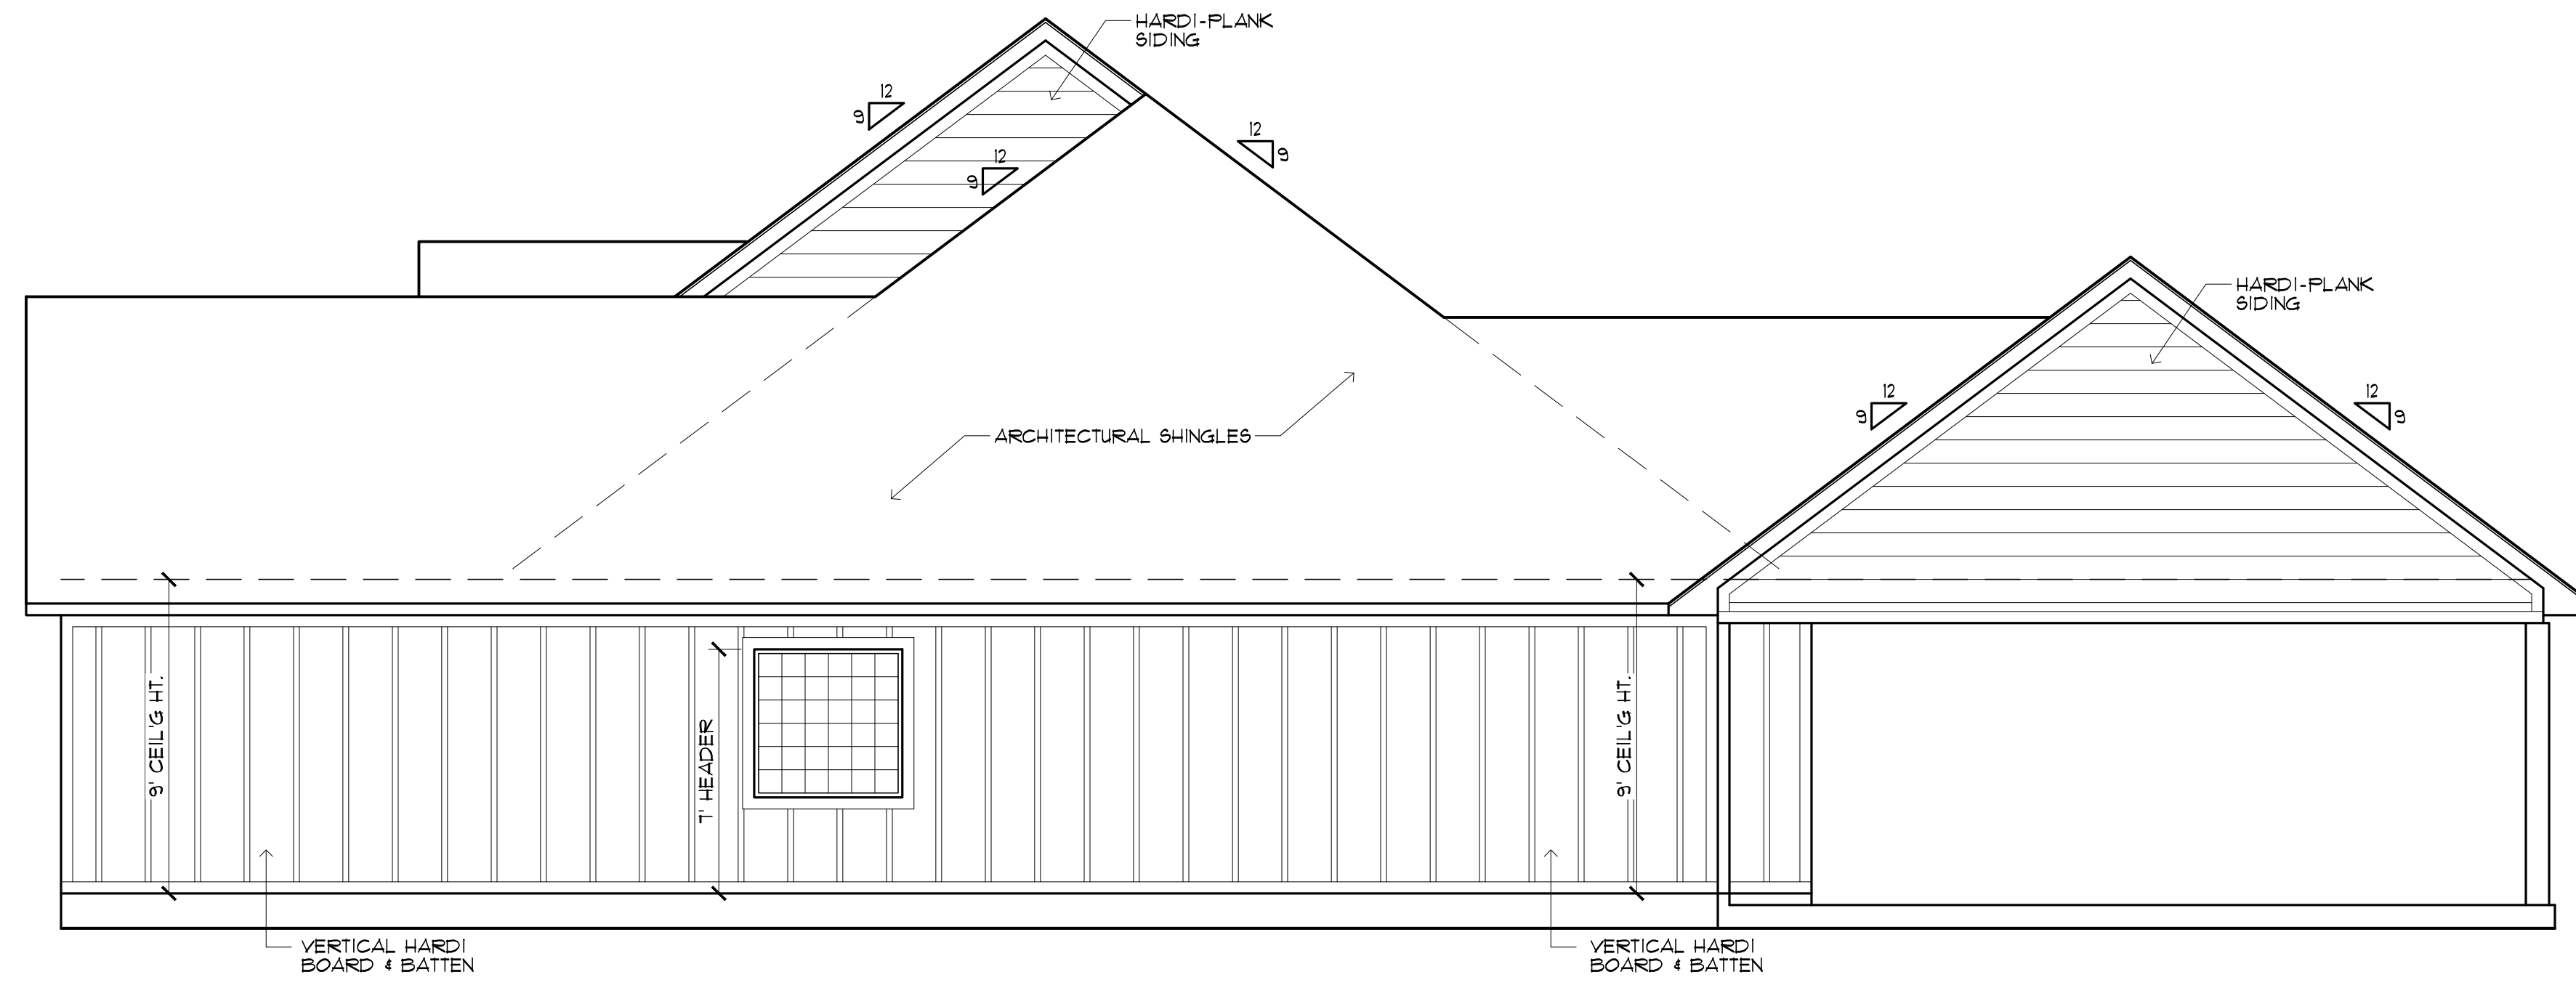 HARDI-PLANK
SIDING
12
9
12
9
12
9
HARDI-PLANK
SIDING
12
9
12
9
ARCHITECTURAL SHINGLES
9' CEIL'G HT.
7' HEADER
9' CEIL'G HT.
VERTICAL HARDI
BOARD & BATTEN
VERTICAL HARDI
BOARD & BATTEN